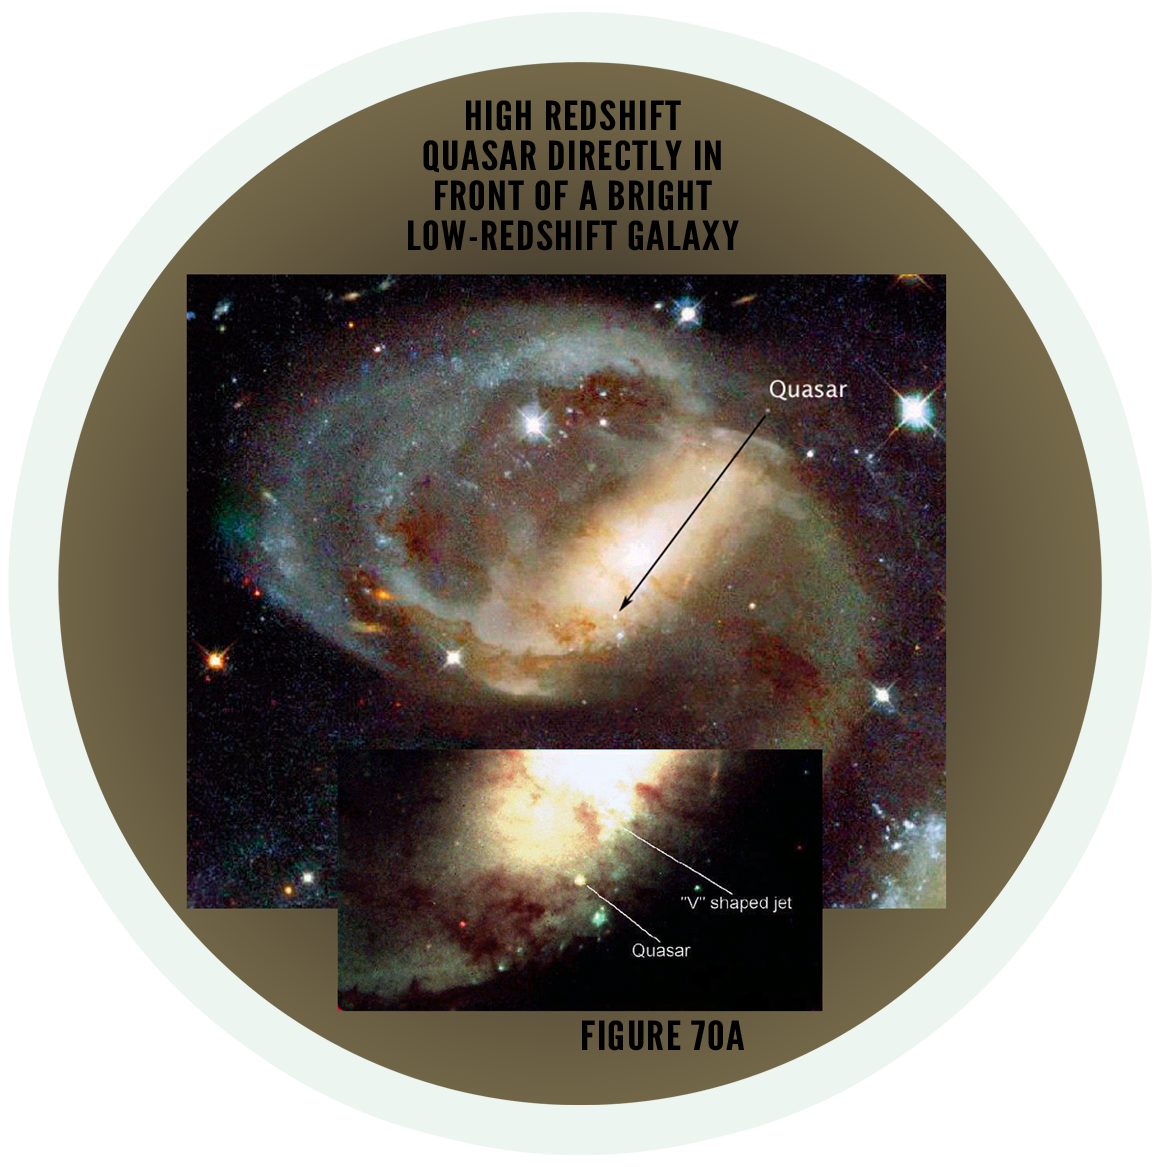 HIGH REDSHIFT
QUASAR DIRECTLY IN
FRONT OF A BRIGHT
LOW-REDSHIFT GALAXY
Quasar
"V" shaped jet
Quasar
FIGURE 70A